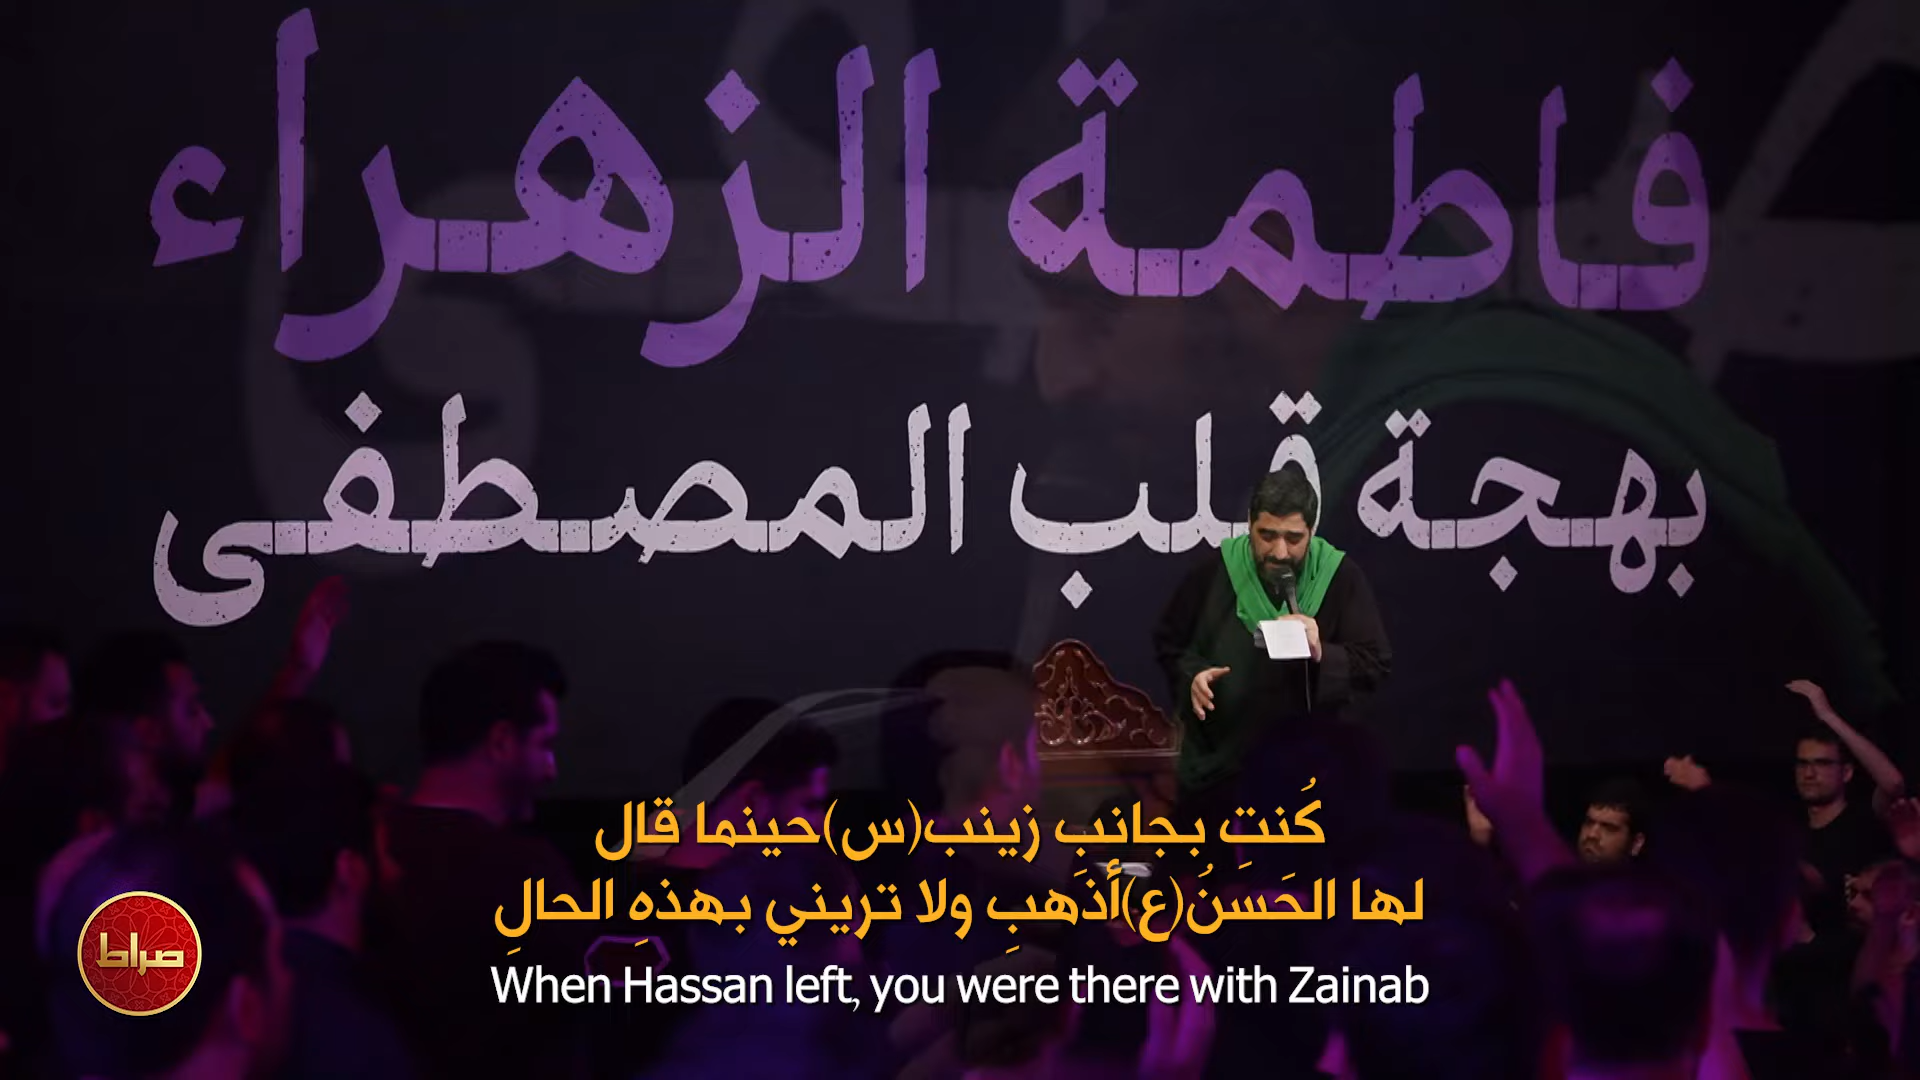 فاطمة الزهراء
بهجة قلب المصطفى
كُنتِ بجانبِ زينب(س)حينما قال
لها الحَسنُ(ع)أذَهبِ ولا تريني بهذهِ الحالِ
When Hassan left, you were there with Zainab
صراط